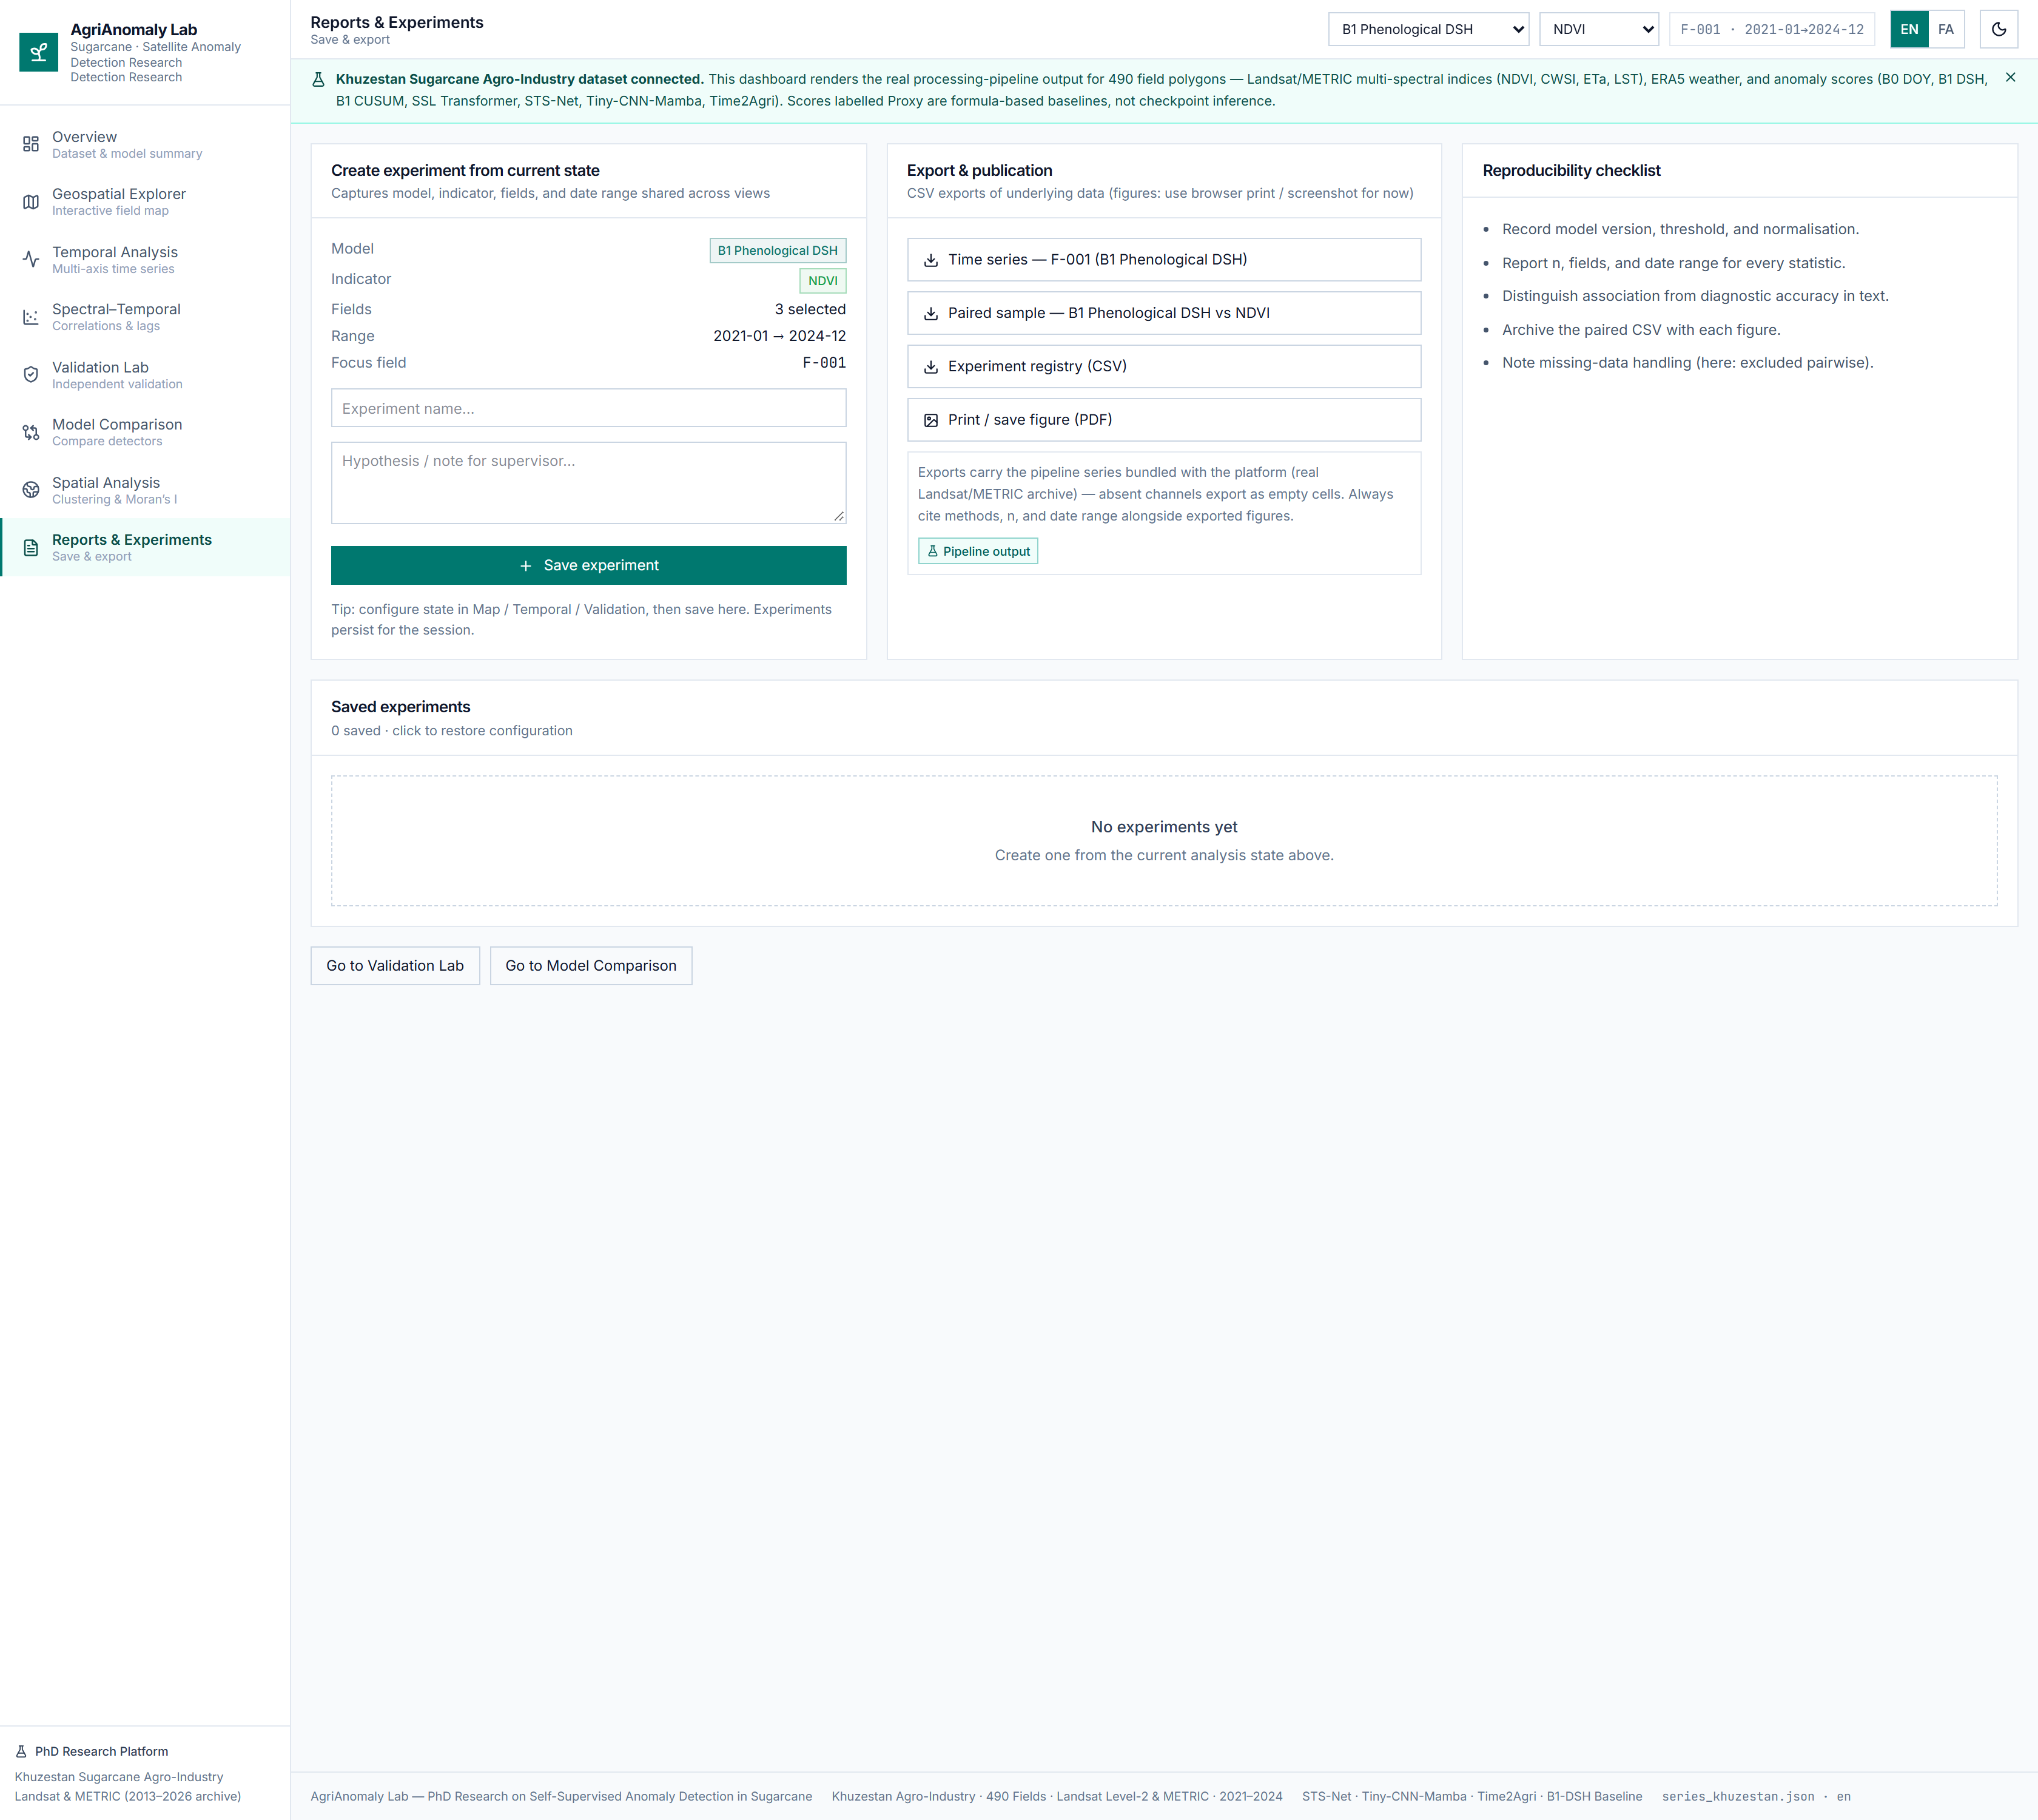 AgriAnomaly Lab
Sugarcane · Satellite Anomaly
Detection Research
Detection Research
Overview
Dataset & model summary
Geospatial Explorer
Interactive field map
Temporal Analysis
Multi-axis time series
Spectral–Temporal
Correlations & lags
Validation Lab
Independent validation
Model Comparison
Compare detectors
Spatial Analysis
Clustering & Moran's I
Reports & Experiments
Save & export
PhD Research Platform
Khuzestan Sugarcane Agro-Industry
Landsat & METRIC (2013–2026 archive)
Reports & Experiments
Save & export
B1 Phenological DSH
NDVI
F-001 · 2021-01→2024-12
EN
FA
Khuzestan Sugarcane Agro-Industry dataset connected. This dashboard renders the real processing-pipeline output for 490 field polygons — Landsat/METRIC multi-spectral indices (NDVI, CWSI, ETa, LST), ERA5 weather, and anomaly scores (B0 DOY, B1 DSH,
B1 CUSUM, SSL Transformer, STS-Net, Tiny-CNN-Mamba, Time2Agri). Scores labelled Proxy are formula-based baselines, not checkpoint inference.
Create experiment from current state
Captures model, indicator, fields, and date range shared across views
Model
B1 Phenological DSH
Indicator
NDVI
Fields
3 selected
Range
2021-01 → 2024-12
Focus field
F-001
Experiment name...
Hypothesis / note for supervisor...
+ Save experiment
Tip: configure state in Map / Temporal / Validation, then save here. Experiments
persist for the session.
Export & publication
CSV exports of underlying data (figures: use browser print / screenshot for now)
Time series — F-001 (B1 Phenological DSH)
Paired sample — B1 Phenological DSH vs NDVI
Experiment registry (CSV)
Print / save figure (PDF)
Exports carry the pipeline series bundled with the platform (real
Landsat/METRIC archive) — absent channels export as empty cells. Always
cite methods, n, and date range alongside exported figures.
Pipeline output
Reproducibility checklist
• Record model version, threshold, and normalisation.
• Report n, fields, and date range for every statistic.
• Distinguish association from diagnostic accuracy in text.
• Archive the paired CSV with each figure.
• Note missing-data handling (here: excluded pairwise).
Saved experiments
0 saved · click to restore configuration
No experiments yet
Create one from the current analysis state above.
Go to Validation Lab
Go to Model Comparison
AgriAnomaly Lab — PhD Research on Self-Supervised Anomaly Detection in Sugarcane
Khuzestan Agro-Industry · 490 Fields · Landsat Level-2 & METRIC · 2021–2024
STS-Net · Tiny-CNN-Mamba · Time2Agri · B1-DSH Baseline
series_khuzestan.json · en